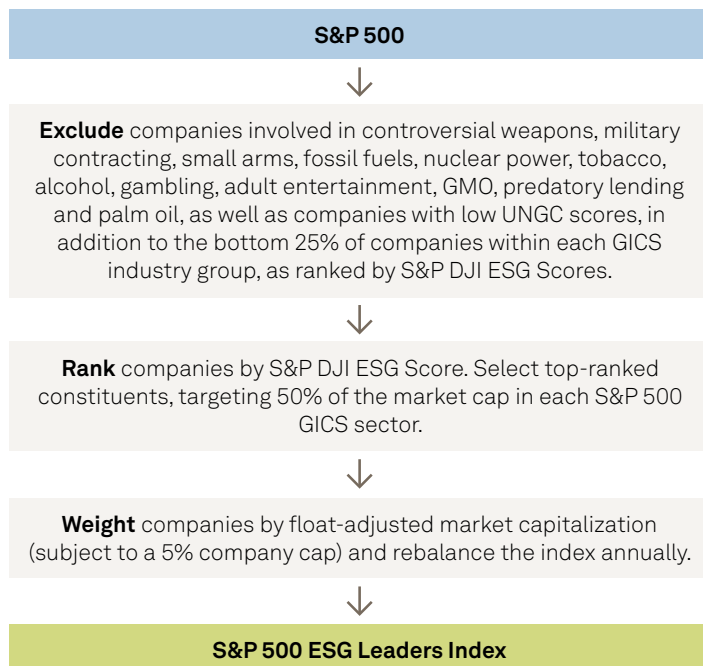 S&P 500
Exclude companies involved in controversial weapons, military
contracting, small arms, fossil fuels, nuclear power, tobacco,
alcohol, gambling, adult entertainment, GMO, predatory lending
and palm oil, as well as companies with low UNGC scores, in
addition to the bottom 25% of companies within each GICS
industry group, as ranked by S&P DJI ESG Scores.
Rank companies by S&P DJI ESG Score. Select top-ranked
constituents, targeting 50% of the market cap in each S&P 500
GICS sector.
Weight companies by float-adjusted market capitalization
(subject to a 5% company cap) and rebalance the index annually.
S&P 500 ESG Leaders Index